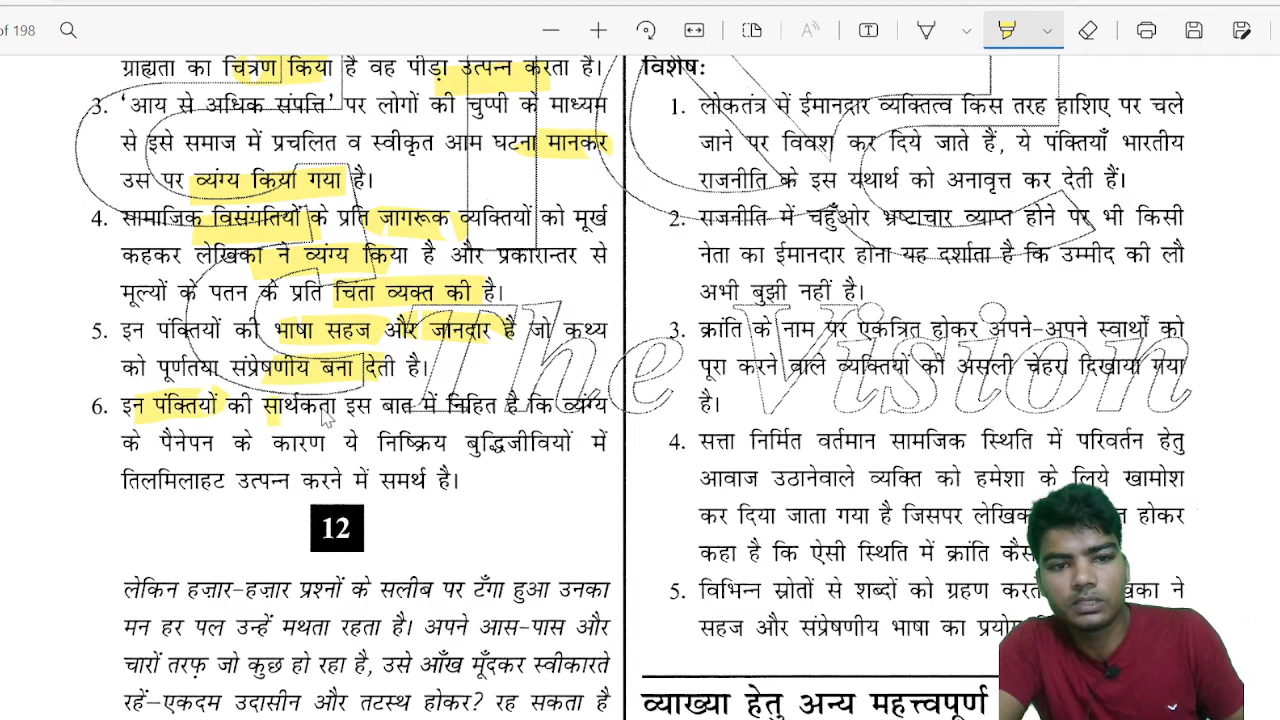 of 198
ग्राह्यता का चित्रण किया है वह पीड़ा उत्पन्न करता है।
3. 'आय से अधिक संपत्ति' पर लोगों की चुप्पी के माध्यम
से इसे समाज में प्रचलित व स्वीकृत आम घटना मानकर
उस पर व्यंग्य किया गया है।
4. सामाजिक विसंगतियों के प्रति जागरूक व्यक्तियों को मूर्ख
कहकर लेखिका ने व्यंग्य किया है और प्रकारान्तर से
मूल्यों के पतन के प्रति चिंता व्यक्त की है।
5. इन पंक्तियों की भाषा सहज और जानदार है जो कथ्य
को पूर्णतया संप्रेषणीय बना देती है।
6. इन पंक्तियों की सार्थकता इस बात में निहित है कि व्यंग्य
के पैनेपन के कारण ये निष्क्रिय बुद्धिजीवियों में
तिलमिलाहट उत्पन्न करने में समर्थ है।
12
लेकिन हज़ार-हज़ार प्रश्नों के सलीब पर टँगा हुआ उनका
मन हर पल उन्हें मथता रहता है। अपने आस-पास और
चारों तरफ़ जो कुछ हो रहा है, उसे आँख मूँदकर स्वीकारते
रहें—एकदम उदासीन और तटस्थ होकर? रह सकता है
विशेषः
1. लोकतंत्र में ईमानदार व्यक्तित्व किस तरह हाशिए पर चले
जाने पर विवश कर दिये जाते हैं, ये पंक्तियाँ भारतीय
राजनीति के इस यथार्थ को अनावृत्त कर देती हैं।
2. राजनीति में चहुँओर भ्रष्टाचार व्याप्त होने पर भी किसी
नेता का ईमानदार होना यह दर्शाता है कि उम्मीद की लौ
अभी बुझी नहीं है।
3. क्रांति के नाम पर एकत्रित होकर अपने-अपने स्वार्थों को
पूरा करने वाले व्यक्तियों का असली चेहरा दिखाया गया
है।
4. सत्ता निर्मित वर्तमान सामजिक स्थिति में परिवर्तन हेतु
आवाज उठानेवाले व्यक्ति को हमेशा के लिये खामोश
कर दिया जाता गया है जिसपर होकर
कहा है कि ऐसी स्थिति में क्रांति
5. विभिन्न स्रोतों से शब्दों को ग्रहण ने
सहज और संप्रेषणीय भाषा का
व्याख्या हेतु अन्य महत्त्वपूर्ण
The Vision